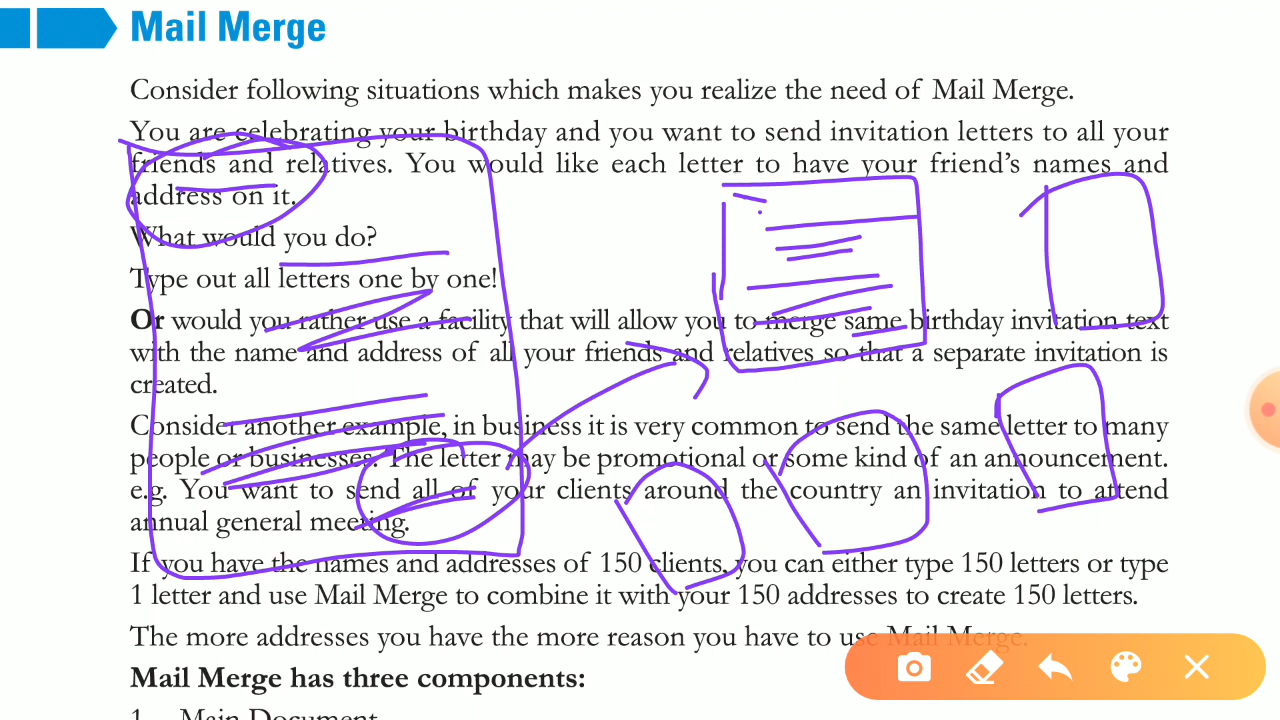 Mail Merge
Consider following situations which makes you realize the need of Mail Merge.
You are celebrating your birthday and you want to send invitation letters to all your
friends and relatives. You would like each letter to have your friend's names and
address on it.
What would you do?
Type out all letters one by one!
Or would you rather use a facility that will allow you to merge same birthday invitation text
with the name and address of all your friends and relatives so that a separate invitation is
created.
Consider another example, in business it is very common to send the same letter to many
people or businesses. The letter may be promotional or some kind of an announcement.
e.g. You want to send all of your clients around the country an invitation to attend
annual general meeting.
If you have the names and addresses of 150 clients, you can either type 150 letters or type
1 letter and use Mail Merge to combine it with your 150 addresses to create 150 letters.
The more addresses you have the more reason you have to use Mail Merge.
Mail Merge has three components:
1. Main Document